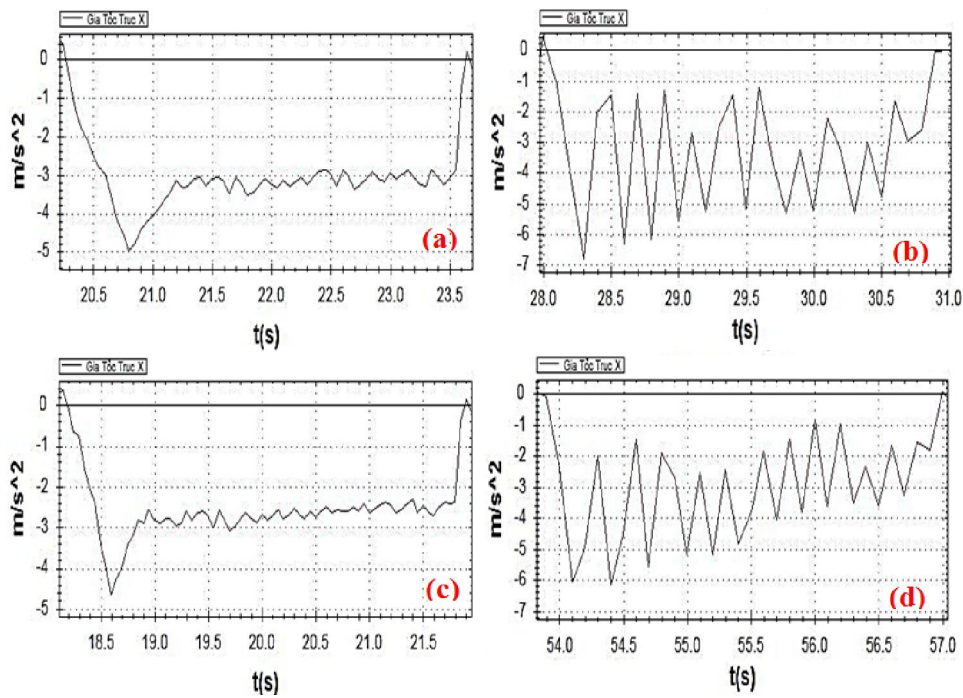 Gia Tốc Trục X
m/s^2
0
-1
-2
-3
-4
-5
20.5 21.0 21.5 22.0 22.5 23.0 23.5
t(s)
(a)
Gia Tốc Trục X
m/s^2
0
-1
-2
-3
-4
-5
-6
-7
28.0 28.5 29.0 29.5 30.0 30.5 31.0
t(s)
(b)
Gia Tốc Trục X
m/s^2
0
-1
-2
-3
-4
-5
18.5 19.0 19.5 20.0 20.5 21.0 21.5
t(s)
(c)
Gia Tốc Trục X
m/s^2
0
-1
-2
-3
-4
-5
-6
-7
54.0 54.5 55.0 55.5 56.0 56.5 57.0
t(s)
(d)